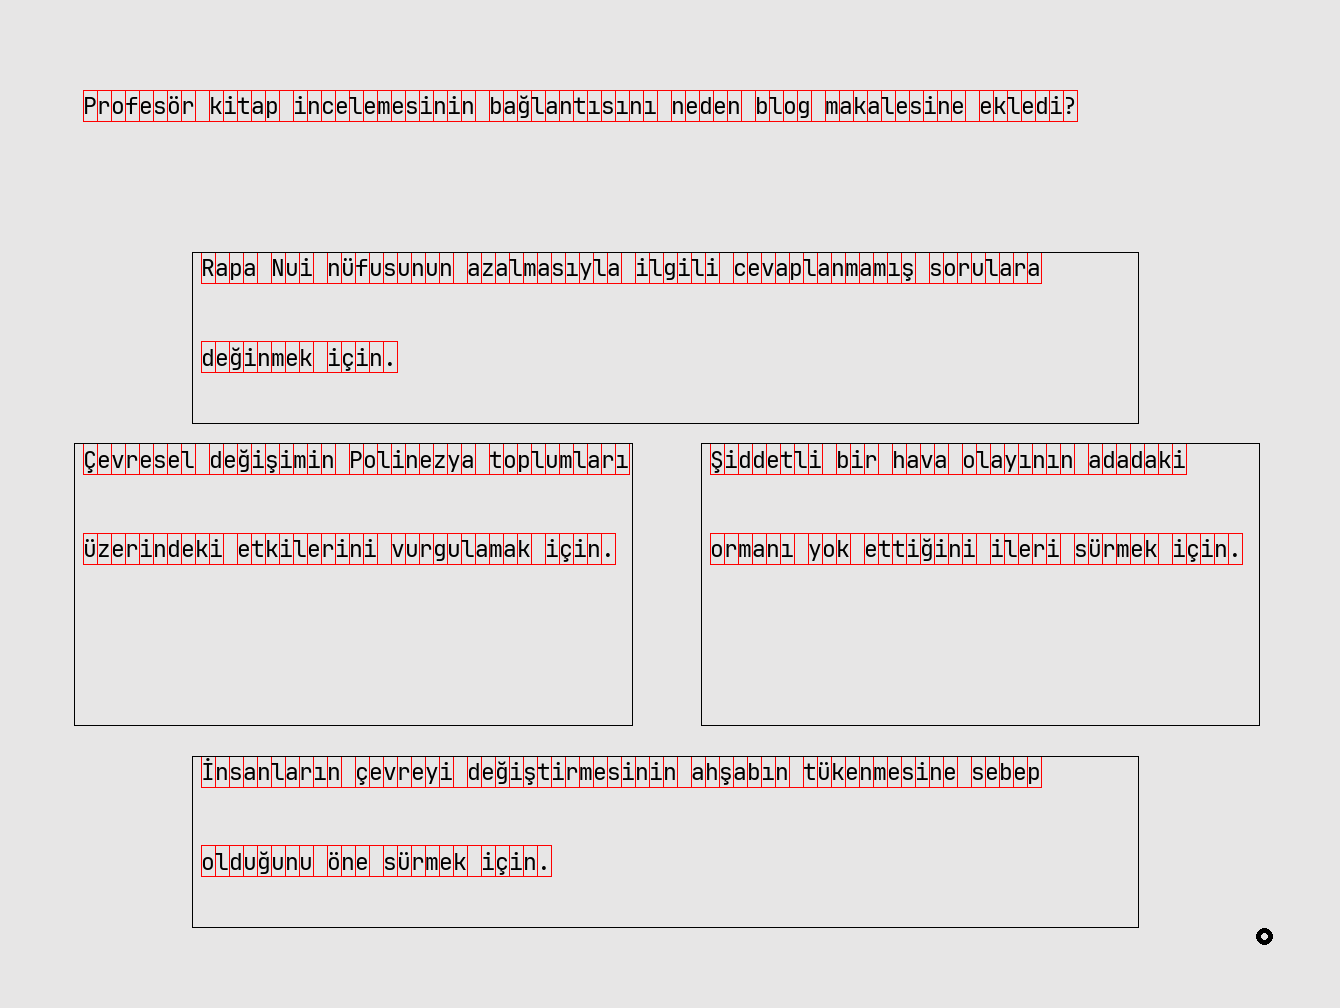 Profesör kitap incelemesinin bağlantısını neden blog makalesine ekledi?
Rapa Nui nüfusunun azalmasıyla ilgili cevaplanmamış sorulara
değinmek için.
Çevresel değişimin Polinezya toplumları
üzerindeki etkilerini vurgulamak için.
Şiddetli bir hava olayının adadaki
ormanı yok ettiğini ileri sürmek için.
İnsanların çevreyi değiştirmesinin ahşabın tükenmesine sebep
olduğunu öne sürmek için.